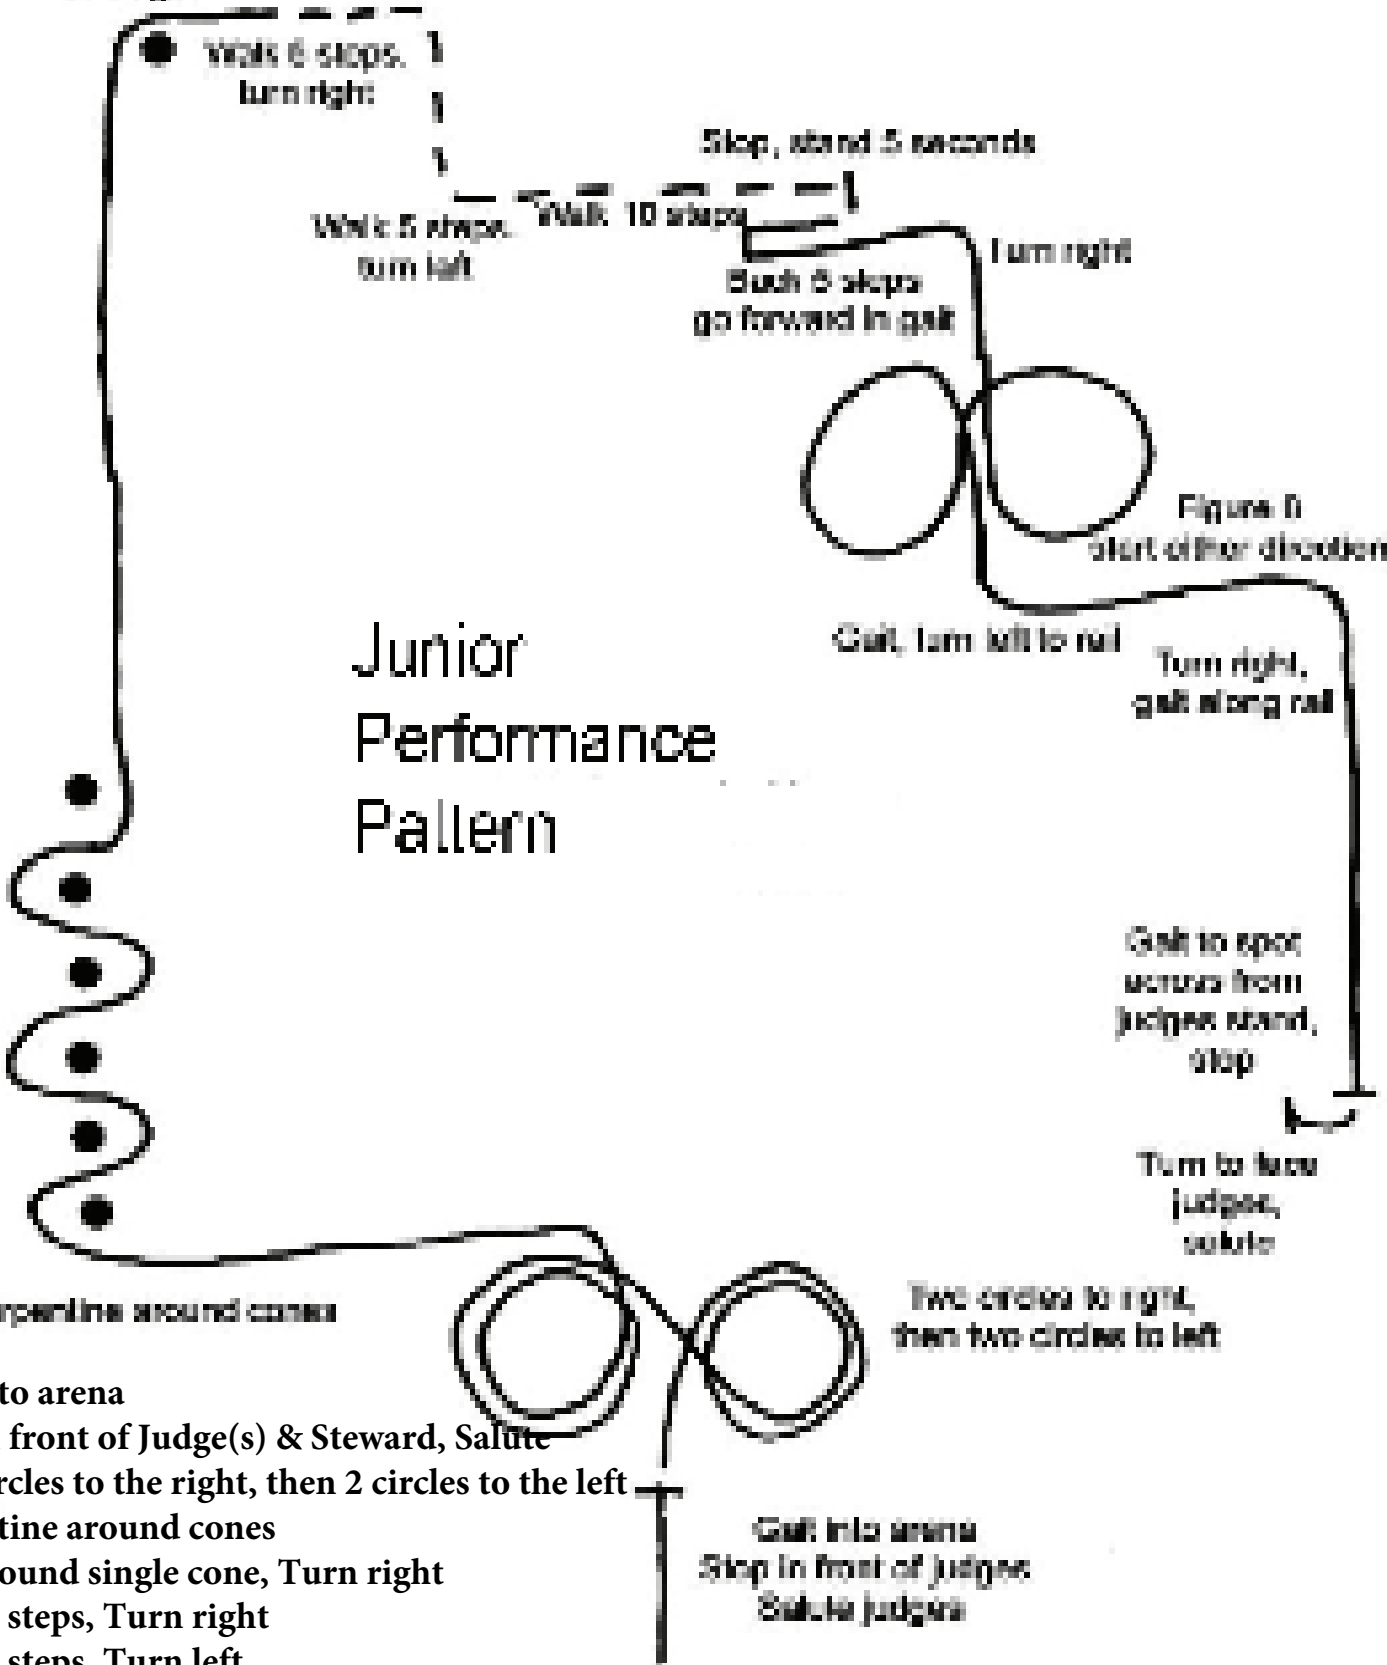 Walk 6 steps,
turn right
Stop, stand 5 seconds
Walk 5 steps,
turn left
Walk 10 steps
Turn right
Back 6 steps
go forward in gait
Figure 8
start either direction
Gait, turn left to rail
Turn right,
gait along rail
Junior
Performance
Pattern
Gait to spot
across from
judges stand,
stop
Turn to face
judges,
salute
rpentine around cones
Two circles to right,
then two circles to left
to arena
front of Judge(s) & Steward, Salute
rcles to the right, then 2 circles to the left
tine around cones
ound single cone, Turn right
steps, Turn right
steps, Turn left
Gait into arena
Stop in front of judges
Salute judges